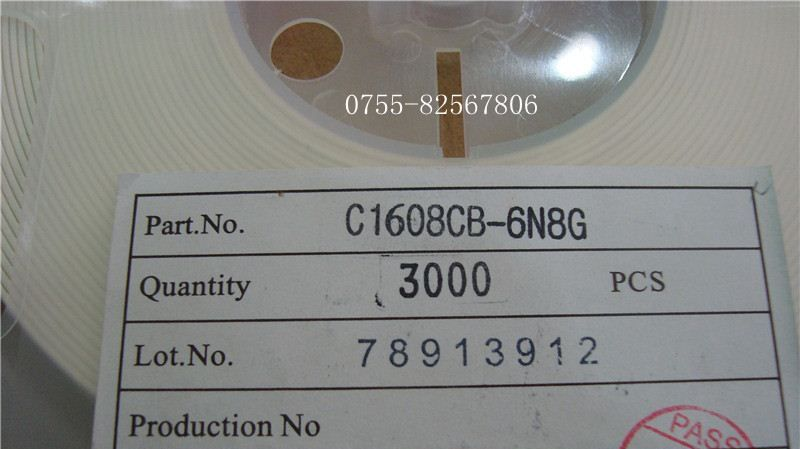 0755-82567806
Part.No. C1608CB-6N8G
Quantity 3000 PCS
Lot.No. 78913912
Production No
PASS